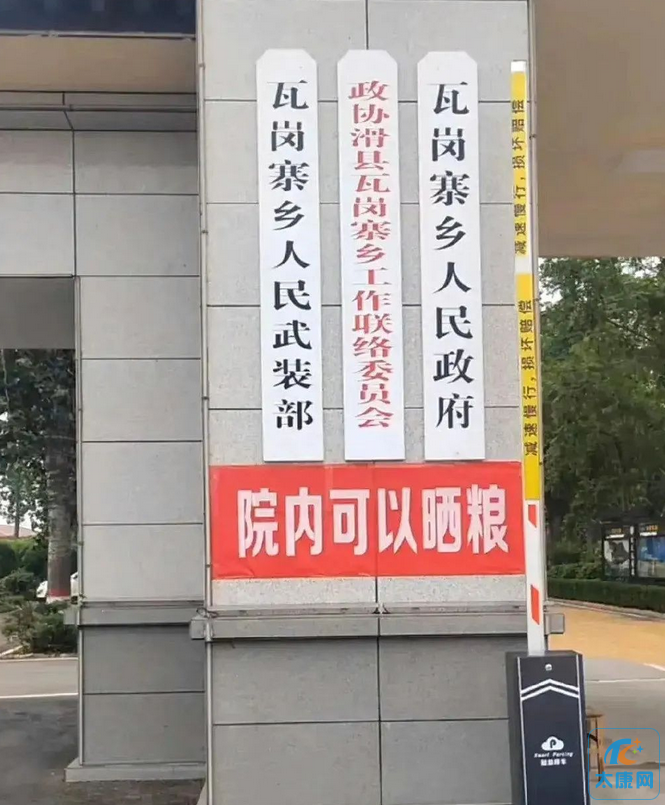 瓦岗寨乡人民武装部
政协滑县瓦岗寨乡工作联络委员会
瓦岗寨乡人民政府
减速慢行，损坏赔偿
减速慢行，损坏赔偿
院内可以晒粮
P
Smart Parking
太康网